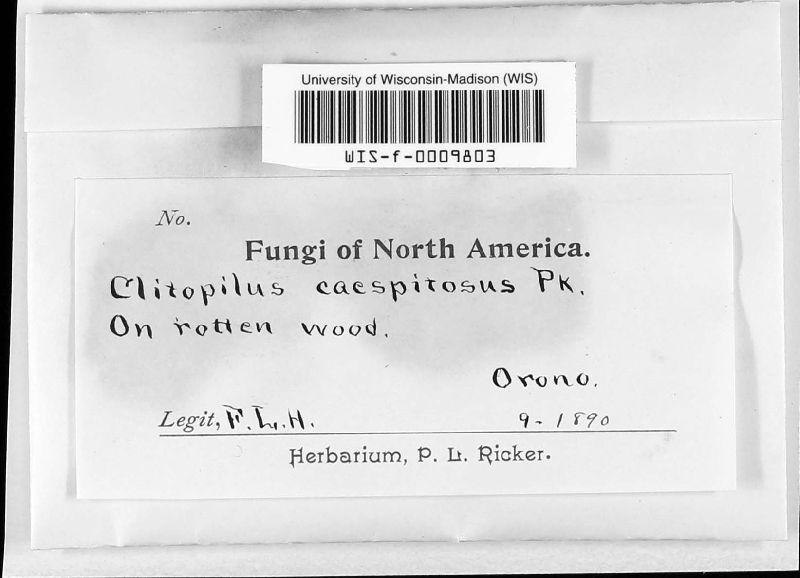 University of Wisconsin-Madison (WIS)
WIS-f-0009803
No.
Fungi of North America.
Clitopilus caespitosus Pk.
On rotten wood.
Orono.
Legit, F. L. H. 9-1890
Herbarium, P. L. Ricker.